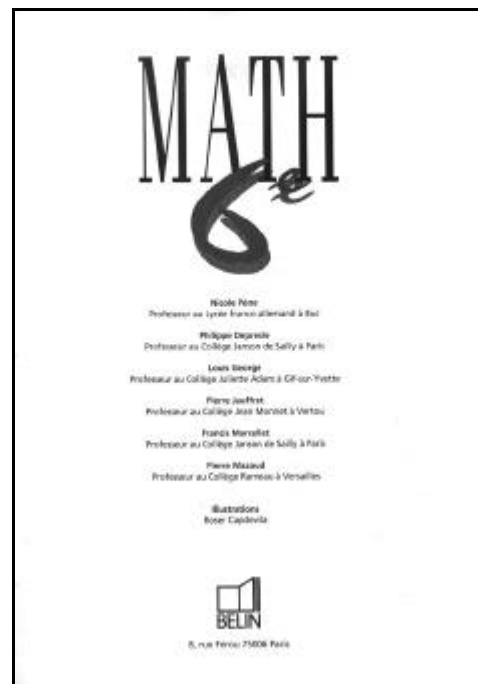 MATH
6e
Nicole Pène
Professeur au Lycée franco allemand à Buc
Philippe Depresle
Professeur au Collège Janson de Sailly à Paris
Louis George
Professeur au Collège Juliette Adam à Gif-sur-Yvette
Pierre Jauffret
Professeur au Collège Jean Monnet à Vertou
Francis
Professeur au Collège Janson de Sailly à Paris
Pierre Mazaud
Professeur au Collège Rameau à Versailles
Illustrations
Roser Capdevila
BELIN
8, rue Férou 75006 Paris